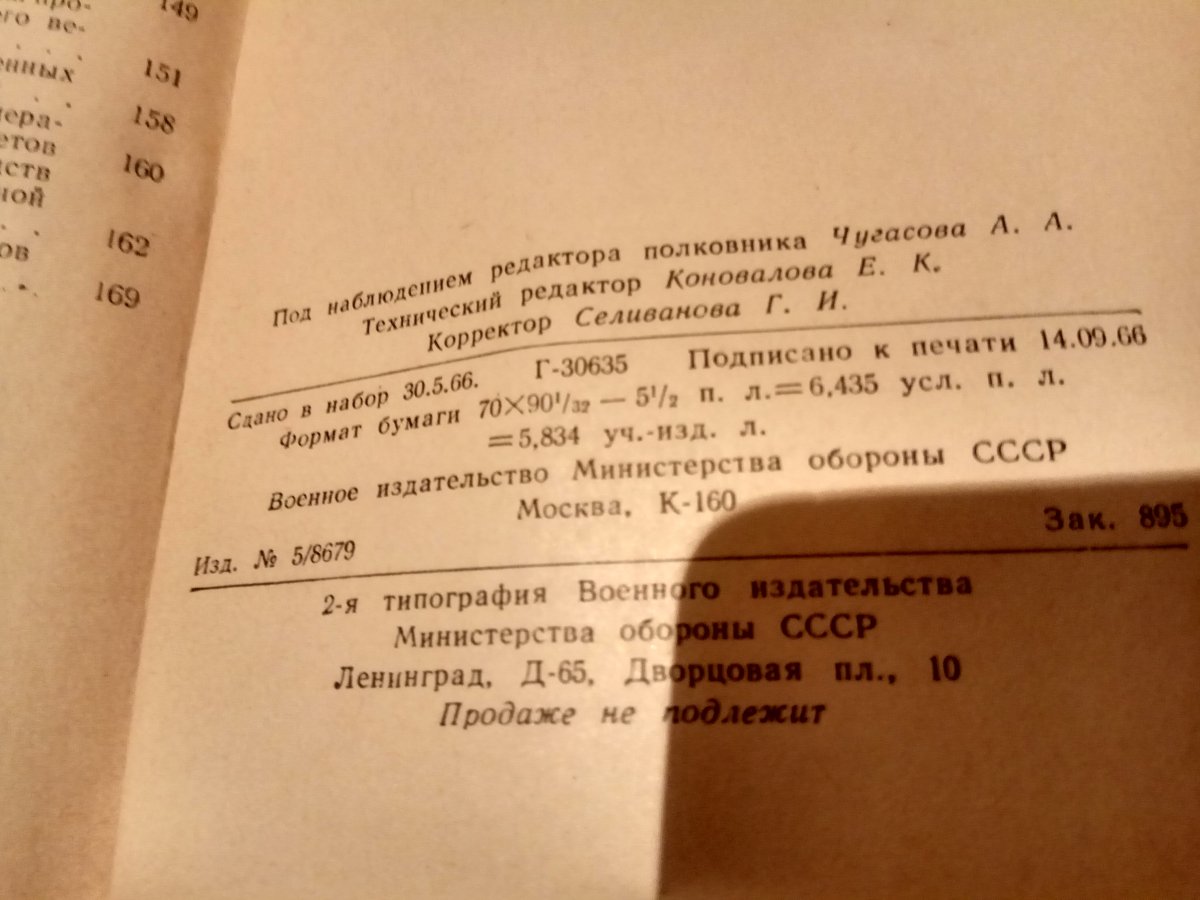 149
151
158
160
162
169
Под наблюдением редактора полковника Чугасова А. А.
Технический редактор Коновалова Е. К.
Корректор Селиванова Г. И.
Сдано в набор 30.5.66. Г-30635 Подписано к печати 14.09.66
Формат бумаги 70×90¹/₃₂ — 5¹/₂ п. л.=6,435 усл. п. л.
=5,834 уч.-изд. л.
Военное издательство Министерства обороны СССР
Москва, К-160
Изд. № 5/8679 Зак. 895
2-я типография Военного издательства
Министерства обороны СССР
Ленинград, Д-65, Дворцовая пл., 10
Продаже не подлежит